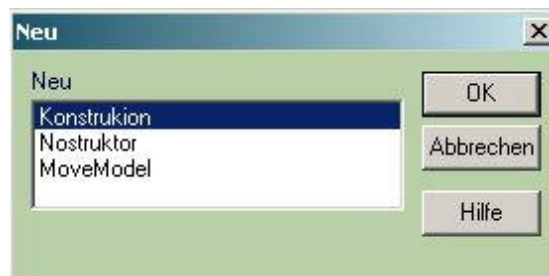 Neu
Neu
Konstrukion
Nostruktor
MoveModel
OK
Abbrechen
Hilfe